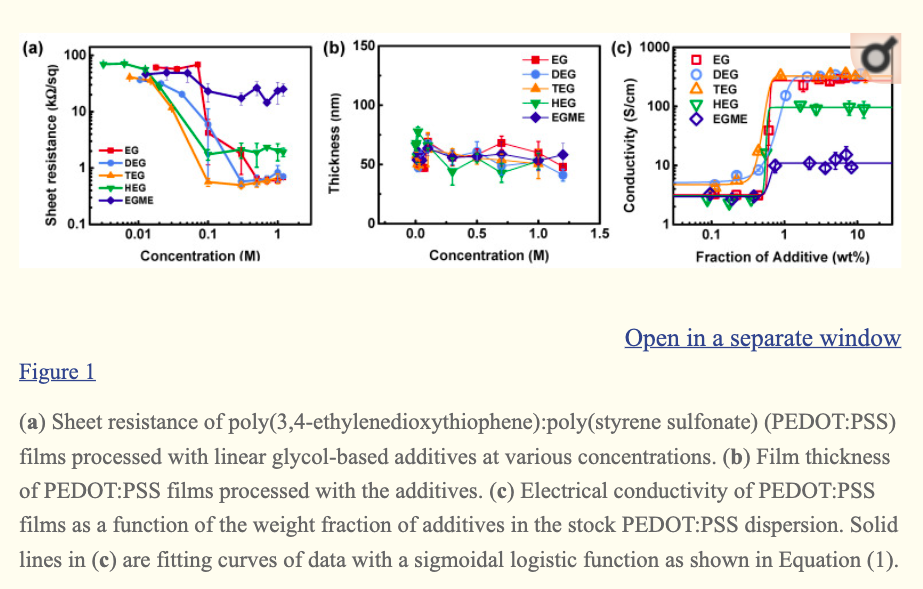 (a)
100
10
1
0.1
Sheet resistance (kΩ/sq)
EG
DEG
TEG
HEG
EGME
0.01
0.1
1
Concentration (M)
(b)
150
100
50
0
Thickness (nm)
EG
DEG
TEG
HEG
EGME
0.0
0.5
1.0
1.5
Concentration (M)
(c)
1000
100
10
1
Conductivity (S/cm)
EG
DEG
TEG
HEG
EGME
0.1
1
10
Fraction of Additive (wt%)
Open in a separate window
Figure 1
(a) Sheet resistance of poly(3,4-ethylenedioxythiophene):poly(styrene sulfonate) (PEDOT:PSS)
films processed with linear glycol-based additives at various concentrations. (b) Film thickness
of PEDOT:PSS films processed with the additives. (c) Electrical conductivity of PEDOT:PSS
films as a function of the weight fraction of additives in the stock PEDOT:PSS dispersion. Solid
lines in (c) are fitting curves of data with a sigmoidal logistic function as shown in Equation (1).